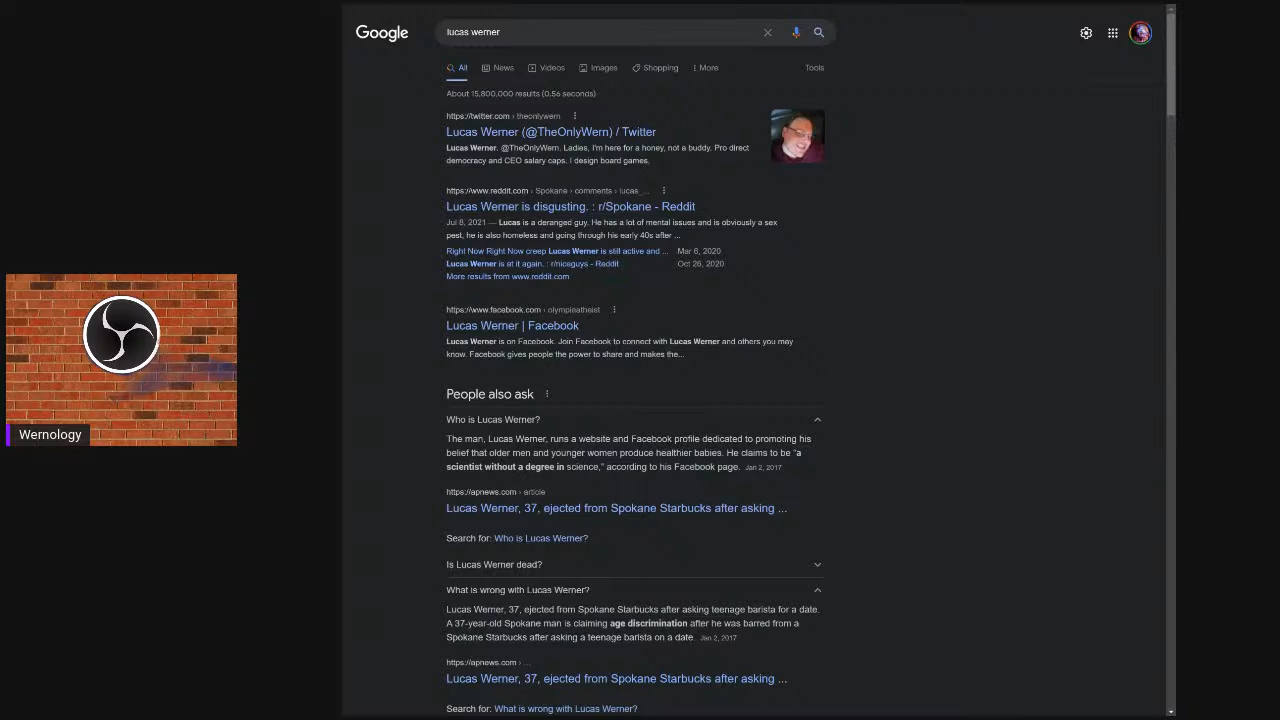 Google
lucas werner
All
News
Videos
Images
Shopping
More
Tools
About 15,800,000 results (0.56 seconds)
https://twitter.com › theonlywern
Lucas Werner (@TheOnlyWern) / Twitter
Lucas Werner. @TheOnlyWern. Ladies, I'm here for a honey, not a buddy. Pro direct
democracy and CEO salary caps. I design board games.
https://www.reddit.com › Spokane › comments › lucas_...
Lucas Werner is disgusting. : r/Spokane - Reddit
Jul 8, 2021 — Lucas is a deranged guy. He has a lot of mental issues and is obviously a sex
pest, he is also homeless and going through his early 40s after ...
Right Now Right Now creep Lucas Werner is still active and ... Mar 6, 2020
Lucas Werner is at it again. : r/niceguys - Reddit Oct 26, 2020
More results from www.reddit.com
https://www.facebook.com › olympiaatheist
Lucas Werner | Facebook
Lucas Werner is on Facebook. Join Facebook to connect with Lucas Werner and others you may
know. Facebook gives people the power to share and makes the...
People also ask
Who is Lucas Werner?
The man, Lucas Werner, runs a website and Facebook profile dedicated to promoting his
belief that older men and younger women produce healthier babies. He claims to be “a
scientist without a degree in science,” according to his Facebook page. Jan 2, 2017
https://apnews.com › article
Lucas Werner, 37, ejected from Spokane Starbucks after asking ...
Search for: Who is Lucas Werner?
Is Lucas Werner dead?
What is wrong with Lucas Werner?
Lucas Werner, 37, ejected from Spokane Starbucks after asking teenage barista for a date.
A 37-year-old Spokane man is claiming age discrimination after he was barred from a
Spokane Starbucks after asking a teenage barista on a date. Jan 2, 2017
https://apnews.com › ...
Lucas Werner, 37, ejected from Spokane Starbucks after asking ...
Search for: What is wrong with Lucas Werner?
Wernology